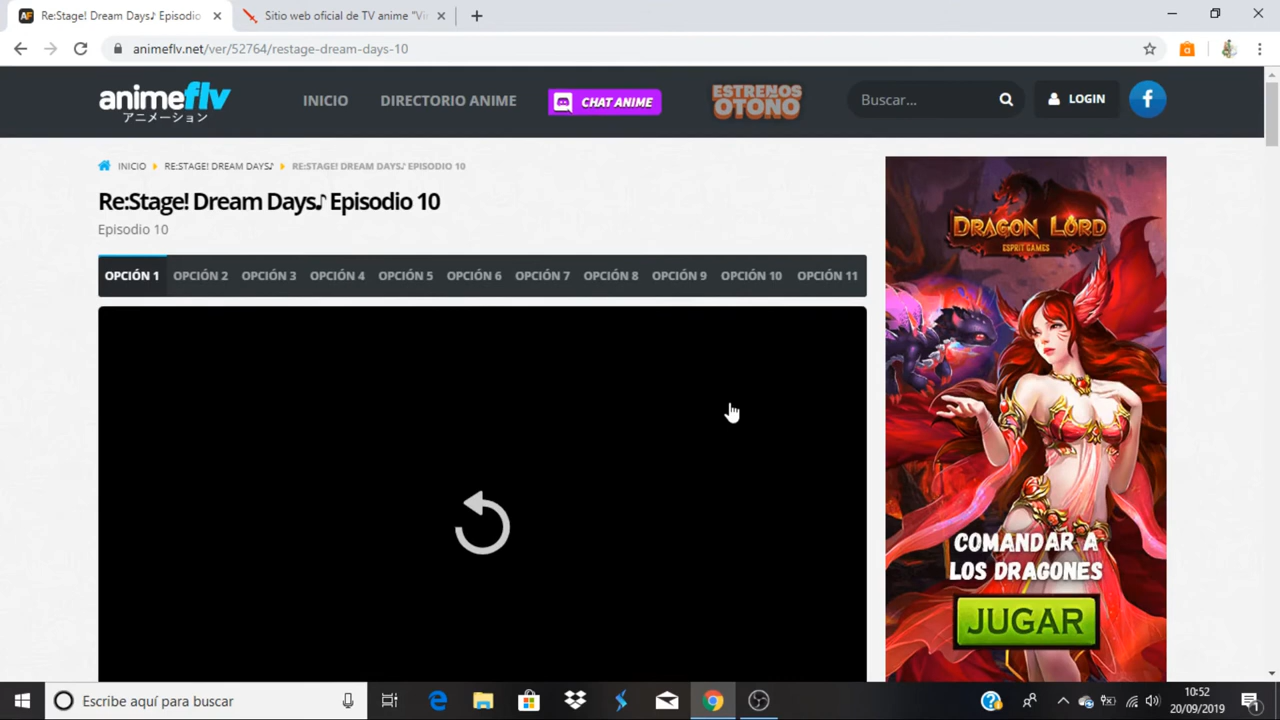 Re:Stage! Dream Days♪ Episodio
Sitio web oficial de TV anime "Vi
animeflv.net/ver/52764/restage-dream-days-10
animeflv
アニメーション
INICIO
DIRECTORIO ANIME
CHAT ANIME
ESTRENOS
OTOÑO
Buscar...
LOGIN
INICIO
RE:STAGE! DREAM DAYS♪
RE:STAGE! DREAM DAYS♪ EPISODIO 10
Re:Stage! Dream Days♪ Episodio 10
Episodio 10
OPCIÓN 1 OPCIÓN 2 OPCIÓN 3 OPCIÓN 4 OPCIÓN 5 OPCIÓN 6 OPCIÓN 7 OPCIÓN 8 OPCIÓN 9 OPCIÓN 10 OPCIÓN 11
DRAGON LORD
ESPRIT GAMES
COMANDAR A
LOS DRAGONES
JUGAR
Escribe aquí para buscar
10:52
20/09/2019
1